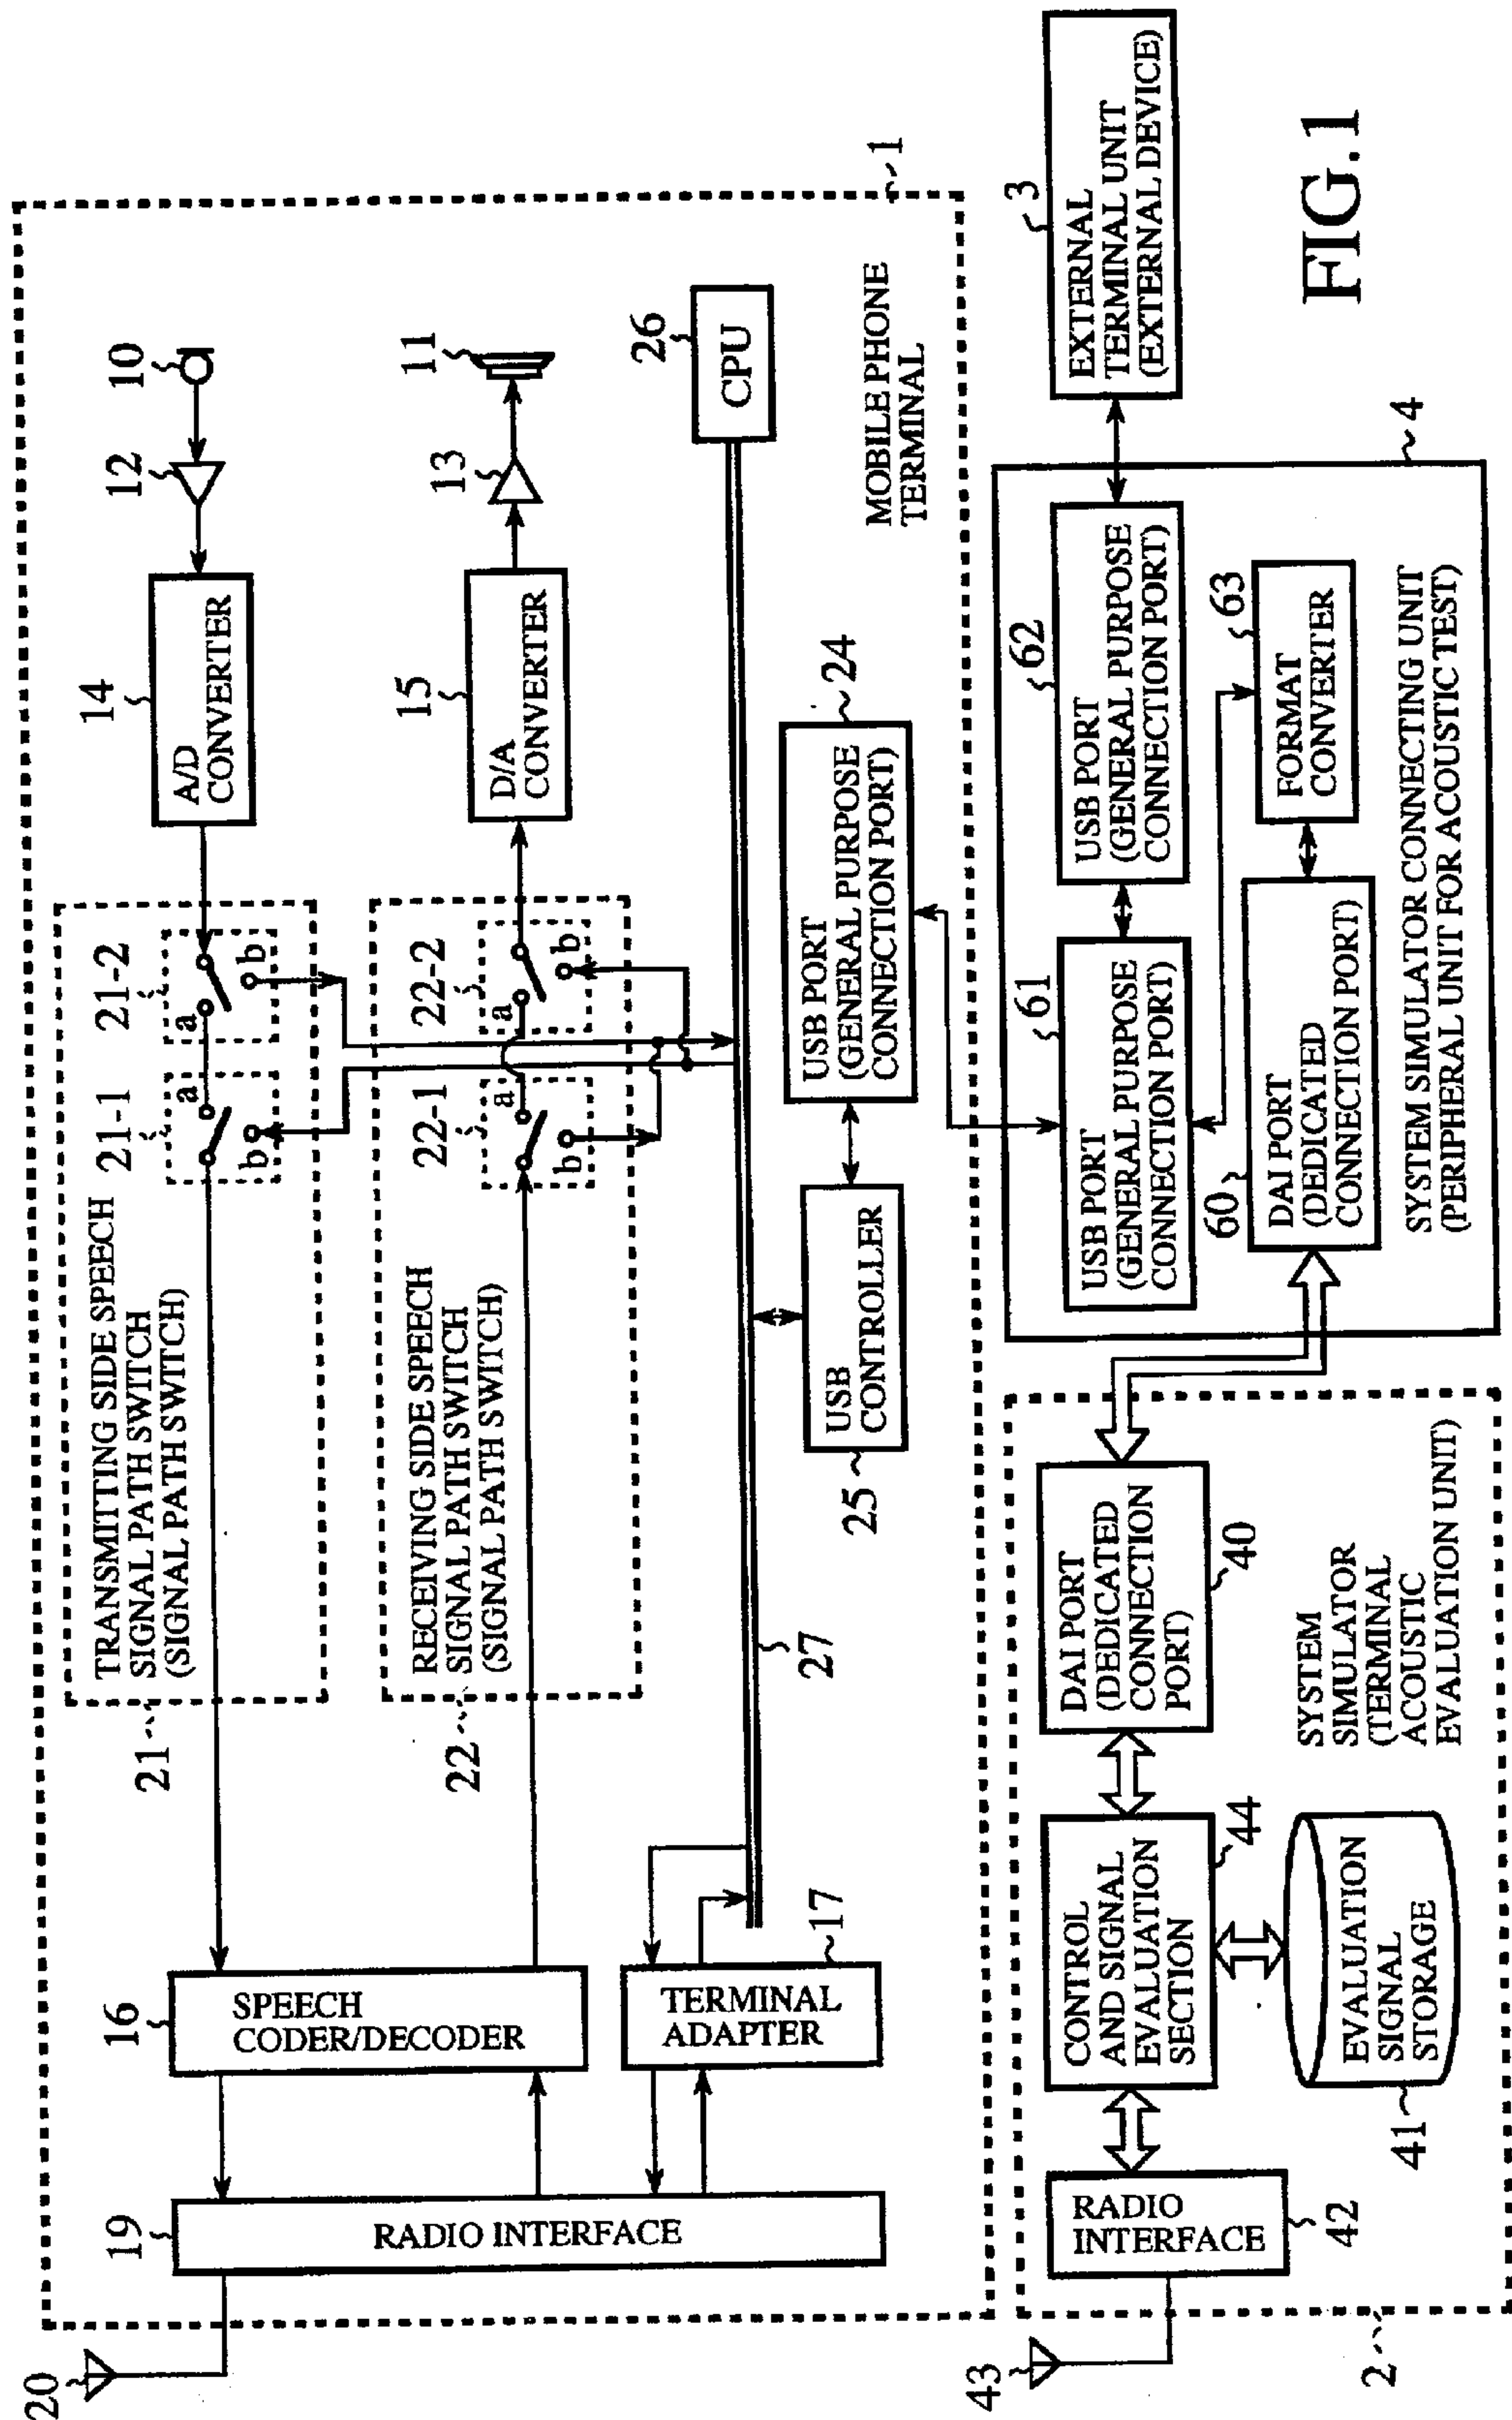 20
19
RADIO INTERFACE
16
SPEECH
CODER/DECODER
17
TERMINAL
ADAPTER
21
TRANSMITTING SIDE SPEECH
SIGNAL PATH SWITCH
(SIGNAL PATH SWITCH)
21-1
a
b
21-2
a
b
14
A/D
CONVERTER
12
10
22
RECEIVING SIDE SPEECH
SIGNAL PATH SWITCH
(SIGNAL PATH SWITCH)
22-1
a
b
22-2
a
b
15
D/A
CONVERTER
13
11
27
26
CPU
25
USB
CONTROLLER
24
USB PORT
(GENERAL PURPOSE
CONNECTION PORT)
MOBILE PHONE
TERMINAL
1
43
42
RADIO
INTERFACE
44
CONTROL
AND SIGNAL
EVALUATION
SECTION
41
EVALUATION
SIGNAL
STORAGE
40
DAI PORT
(DEDICATED
CONNECTION
PORT)
SYSTEM
SIMULATOR
(TERMINAL
ACOUSTIC
EVALUATION UNIT)
2
61
USB PORT
(GENERAL PURPOSE
CONNECTION PORT)
62
USB PORT
(GENERAL PURPOSE
CONNECTION PORT)
60
DAI PORT
(DEDICATED
CONNECTION PORT)
63
FORMAT
CONVERTER
SYSTEM SIMULATOR CONNECTING UNIT
(PERIPHERAL UNIT FOR ACOUSTIC TEST)
4
3
EXTERNAL
TERMINAL UNIT
(EXTERNAL DEVICE)
FIG.1